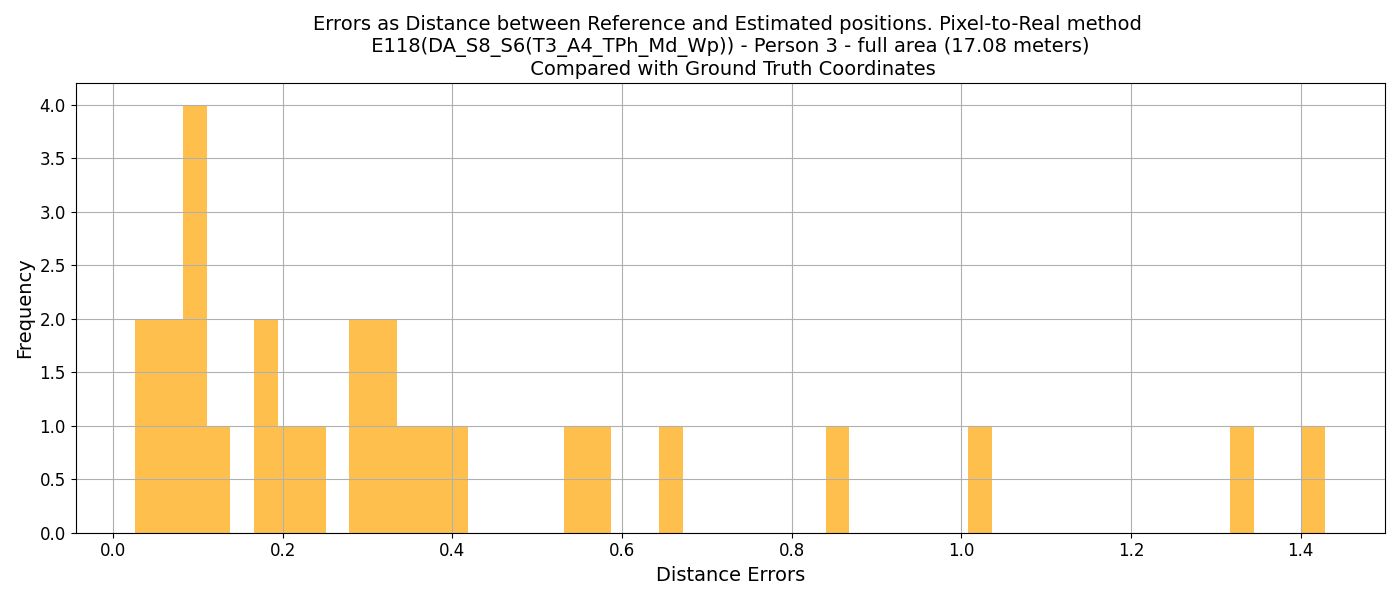 Errors as Distance between Reference and Estimated positions. Pixel-to-Real method
E118(DA_S8_S6(T3_A4_TPh_Md_Wp)) - Person 3 - full area (17.08 meters)
Compared with Ground Truth Coordinates
4.0
3.5
3.0
2.5
2.0
1.5
1.0
0.5
0.0
Frequency
0.0 0.2 0.4 0.6 0.8 1.0 1.2 1.4
Distance Errors